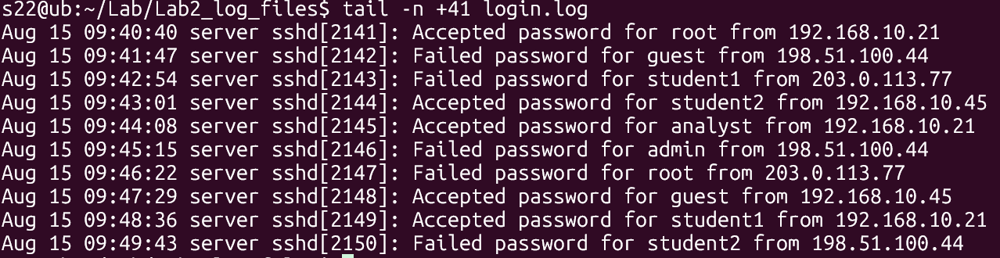 s22@ub:~/Lab/Lab2_log_files$ tail -n +41 login.log
Aug 15 09:40:40 server sshd[2141]: Accepted password for root from 192.168.10.21
Aug 15 09:41:47 server sshd[2142]: Failed password for guest from 198.51.100.44
Aug 15 09:42:54 server sshd[2143]: Failed password for student1 from 203.0.113.77
Aug 15 09:43:01 server sshd[2144]: Accepted password for student2 from 192.168.10.45
Aug 15 09:44:08 server sshd[2145]: Accepted password for analyst from 192.168.10.21
Aug 15 09:45:15 server sshd[2146]: Failed password for admin from 198.51.100.44
Aug 15 09:46:22 server sshd[2147]: Failed password for root from 203.0.113.77
Aug 15 09:47:29 server sshd[2148]: Accepted password for guest from 192.168.10.45
Aug 15 09:48:36 server sshd[2149]: Accepted password for student1 from 192.168.10.21
Aug 15 09:49:43 server sshd[2150]: Failed password for student2 from 198.51.100.44